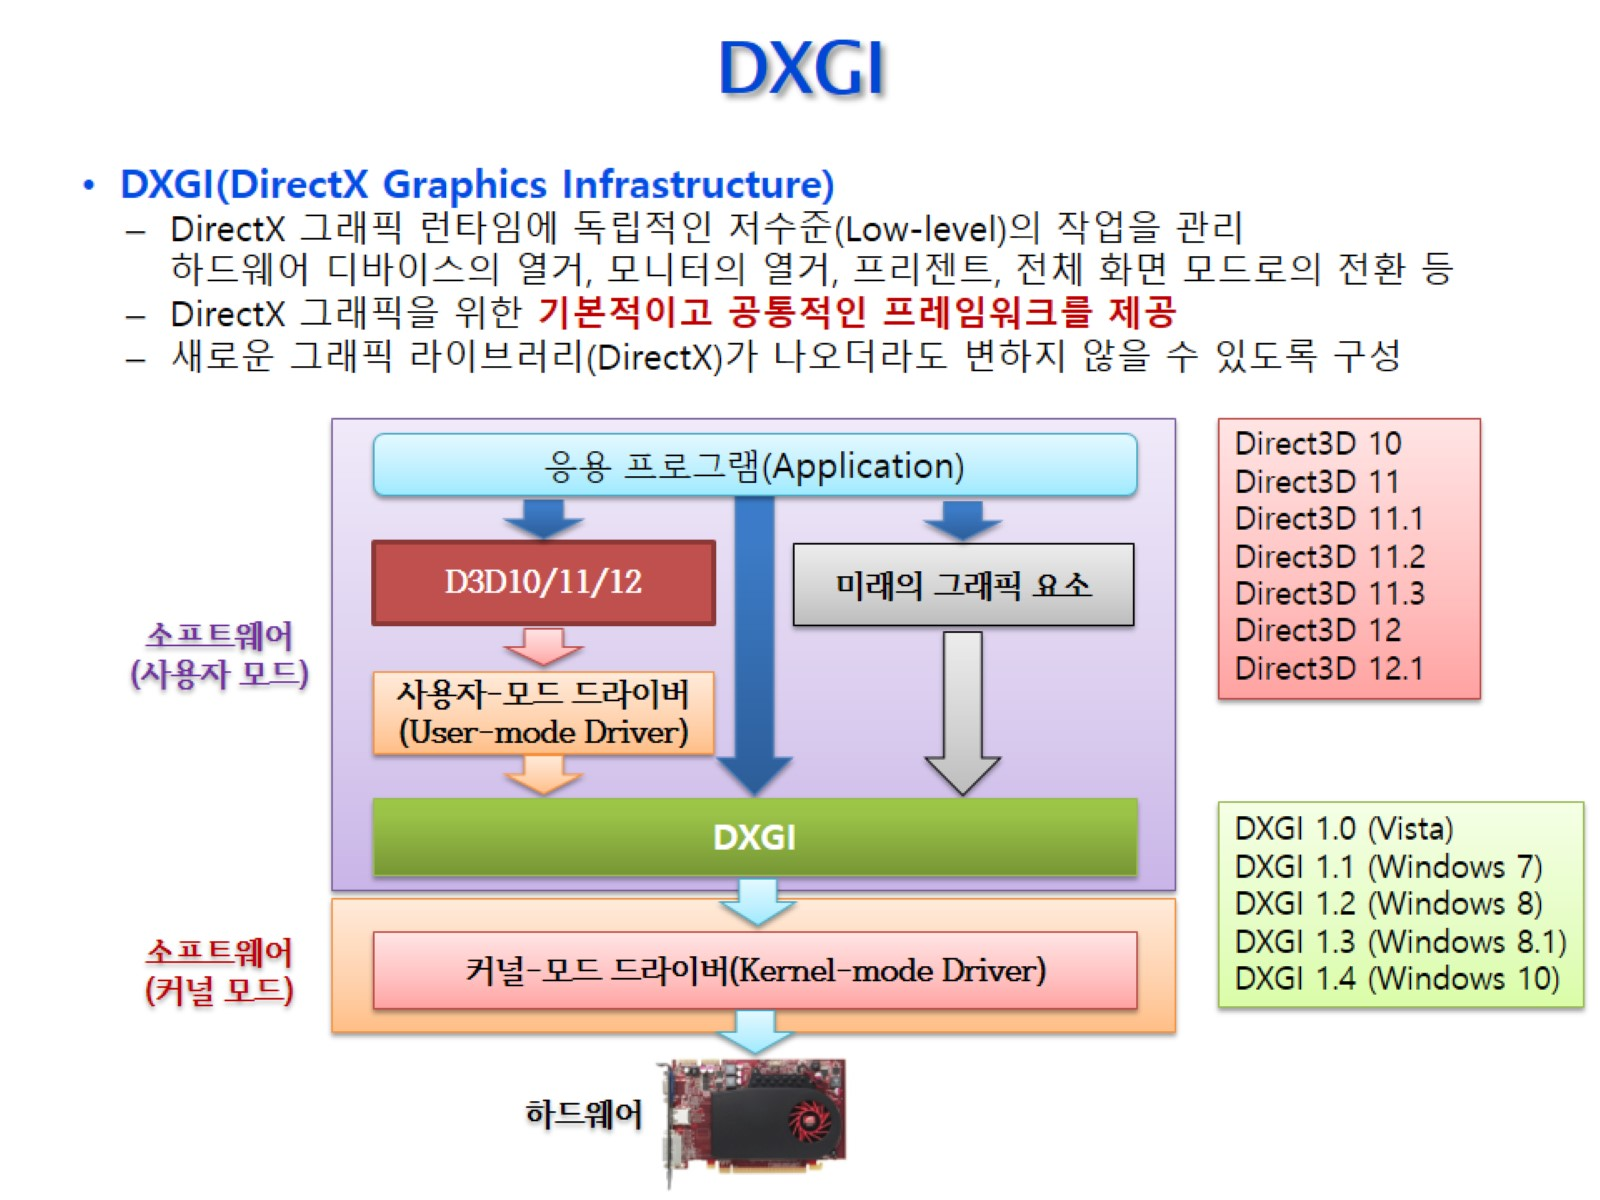 DXGI
• DXGI(DirectX Graphics Infrastructure)
– DirectX 그래픽 런타임에 독립적인 저수준(Low-level)의 작업을 관리
하드웨어 디바이스의 열거, 모니터의 열거, 프리젠트, 전체 화면 모드로의 전환 등
– DirectX 그래픽을 위한 기본적이고 공통적인 프레임워크를 제공
– 새로운 그래픽 라이브러리(DirectX)가 나오더라도 변하지 않을 수 있도록 구성
응용 프로그램(Application)
D3D10/11/12
미래의 그래픽 요소
사용자-모드 드라이버
(User-mode Driver)
DXGI
소프트웨어
(사용자 모드)
커널-모드 드라이버(Kernel-mode Driver)
소프트웨어
(커널 모드)
하드웨어
Direct3D 10
Direct3D 11
Direct3D 11.1
Direct3D 11.2
Direct3D 11.3
Direct3D 12
Direct3D 12.1
DXGI 1.0 (Vista)
DXGI 1.1 (Windows 7)
DXGI 1.2 (Windows 8)
DXGI 1.3 (Windows 8.1)
DXGI 1.4 (Windows 10)